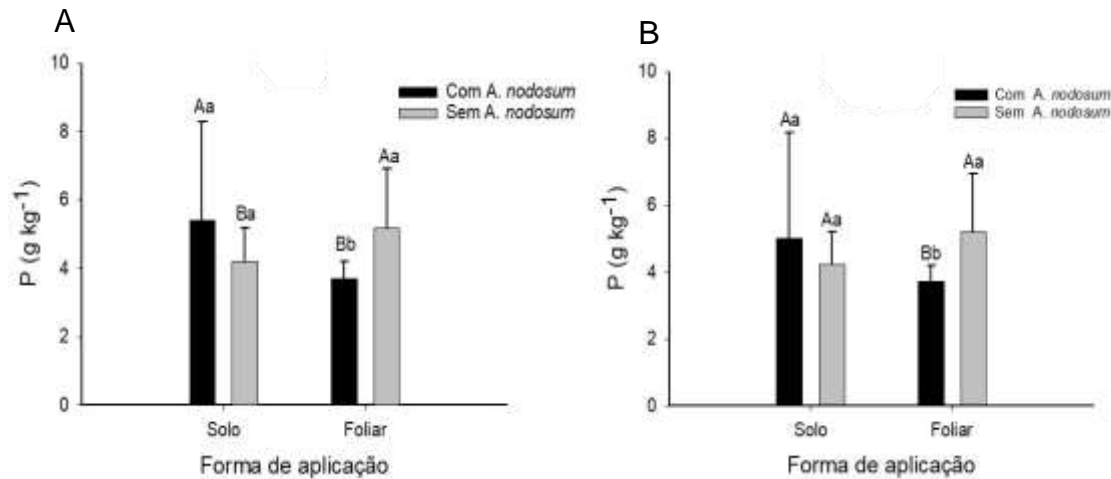 A
10
8
6
4
2
0
P (g kg-1)
Com A. nodosum
Sem A. nodosum
Aa
Ba
Bb
Aa
Solo
Foliar
Forma de aplicação
B
10
8
6
4
2
0
P (g kg-1)
Com A. nodosum
Sem A. nodosum
Aa
Aa
Bb
Aa
Solo
Foliar
Forma de aplicação